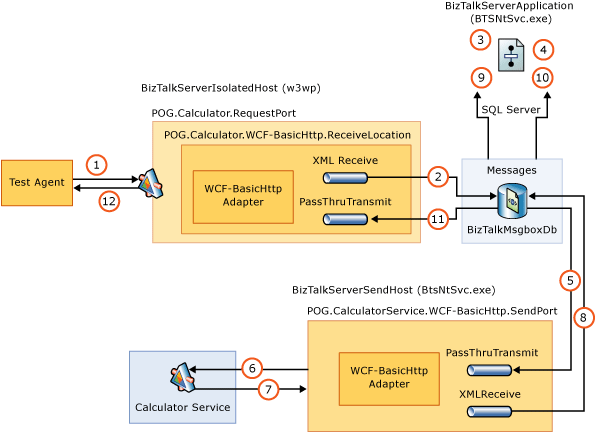 BizTalkServerApplication
(BTSNtSvc.exe)
3
4
9
10
BizTalkServerIsolatedHost (w3wp)
SQL Server
POG.Calculator.RequestPort
POG.Calculator.WCF-BasicHttp.ReceiveLocation
1
XML Receive
2
Messages
Test Agent
WCF-BasicHttp
Adapter
12
PassThruTransmit
11
BizTalkMsgboxDb
5
BizTalkServerSendHost (BtsNtSvc.exe)
POG.CalculatorService.WCF-BasicHttp.SendPort
8
6
PassThruTransmit
WCF-BasicHttp
Adapter
7
XMLReceive
Calculator Service